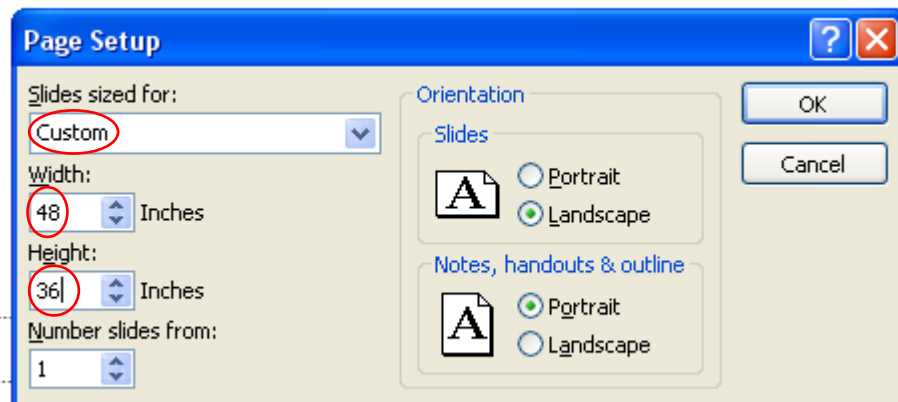 Page Setup
Slides sized for:
Custom
Width:
48 Inches
Height:
36 Inches
Number slides from:
1
Orientation
Slides
A
Portrait
Landscape
Notes, handouts & outline
A
Portrait
Landscape
?
OK
Cancel